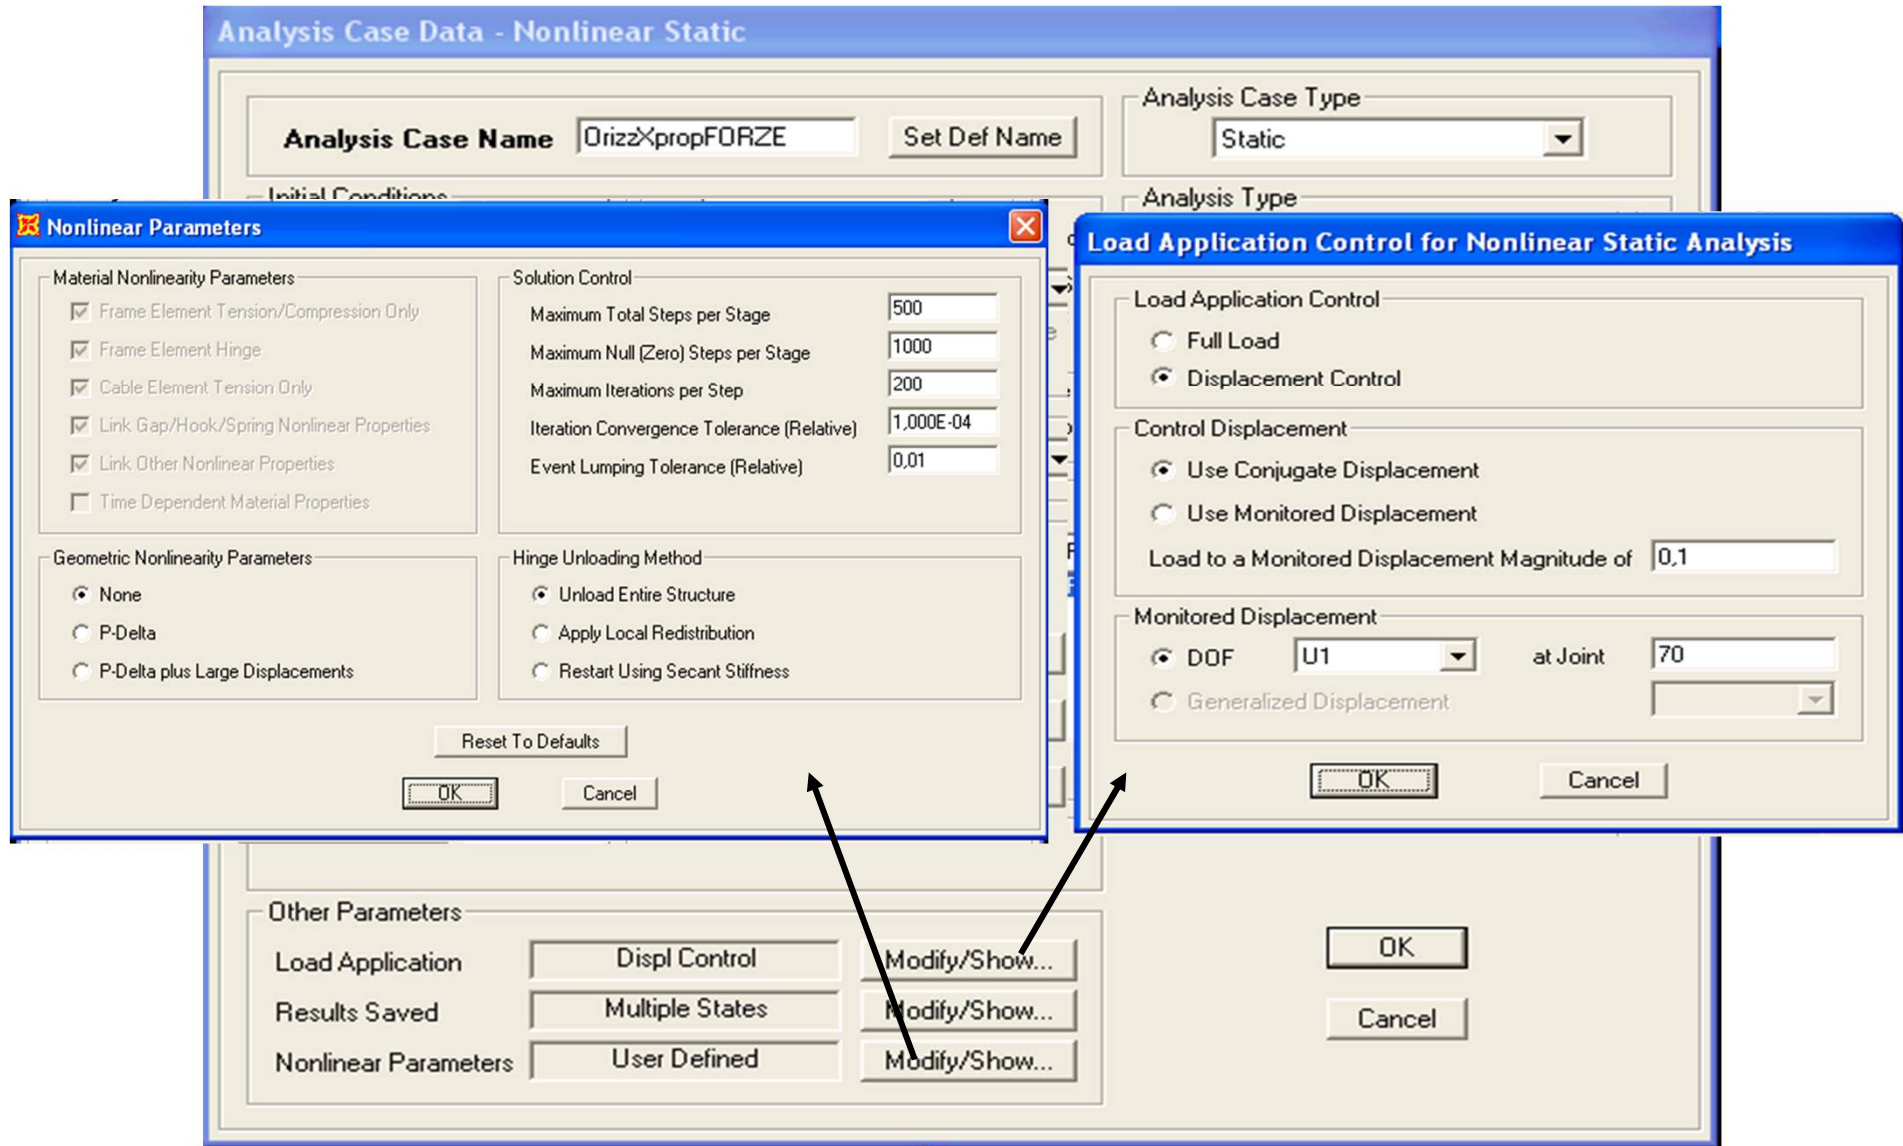 Analysis Case Data - Nonlinear Static
Analysis Case Name OrizzXpropFORZE Set Def Name
Analysis Case Type
Static
Initial Conditions
Analysis Type
Nonlinear Parameters
Material Nonlinearity Parameters
Frame Element Tension/Compression Only
Frame Element Hinge
Cable Element Tension Only
Link Gap/Hook/Spring Nonlinear Properties
Link Other Nonlinear Properties
Time Dependent Material Properties
Solution Control
Maximum Total Steps per Stage 500
Maximum Null (Zero) Steps per Stage 1000
Maximum Iterations per Step 200
Iteration Convergence Tolerance (Relative) 1,000E-04
Event Lumping Tolerance (Relative) 0,01
Geometric Nonlinearity Parameters
None
P-Delta
P-Delta plus Large Displacements
Hinge Unloading Method
Unload Entire Structure
Apply Local Redistribution
Restart Using Secant Stiffness
Reset To Defaults
OK Cancel
Load Application Control for Nonlinear Static Analysis
Load Application Control
Full Load
Displacement Control
Control Displacement
Use Conjugate Displacement
Use Monitored Displacement
Load to a Monitored Displacement Magnitude of 0,1
Monitored Displacement
DOF U1 at Joint 70
Generalized Displacement
OK Cancel
Other Parameters
Load Application Displ Control Modify/Show...
Results Saved Multiple States Modify/Show...
Nonlinear Parameters User Defined Modify/Show...
OK
Cancel